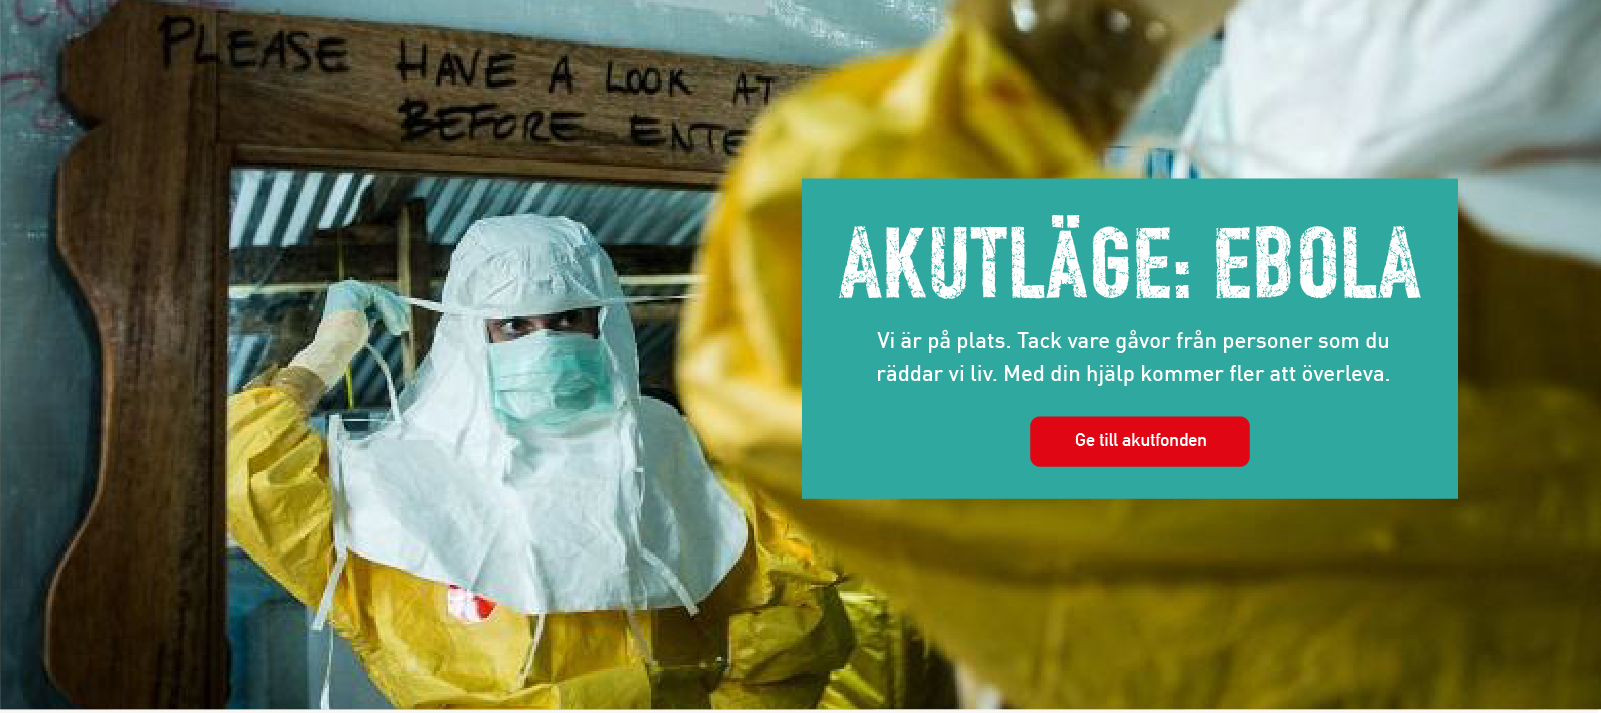 PLEASE HAVE A LOOK AT
BEFORE
AKUTLÄGE: EBOLA
Vi är på plats. Tack vare gåvor från personer som du
räddar vi liv. Med din hjälp kommer fler att överleva.
Ge till akutfonden